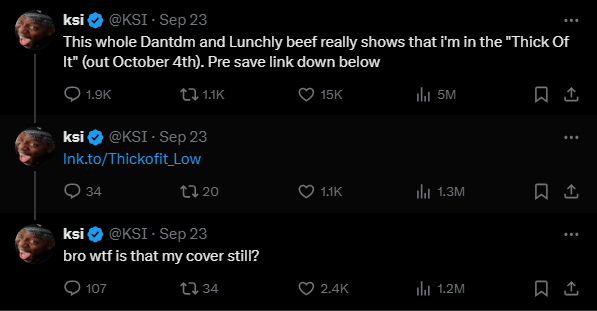 ksi @KSI · Sep 23
This whole Dantdm and Lunchly beef really shows that i'm in the "Thick Of
It" (out October 4th). Pre save link down below
1.9K 1.1K 15K 5M
ksi @KSI · Sep 23
lnk.to/Thickofit_Low
34 20 1.1K 1.3M
ksi @KSI · Sep 23
bro wtf is that my cover still?
107 34 2.4K 1.2M